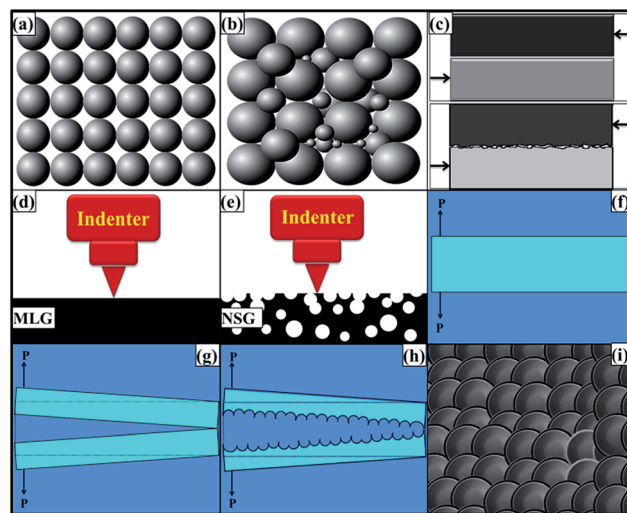 (a)
(b)
(c)
(d)
Indenter
MLG
(e)
Indenter
NSG
(f)
P
P
(g)
P
P
(h)
P
P
(i)